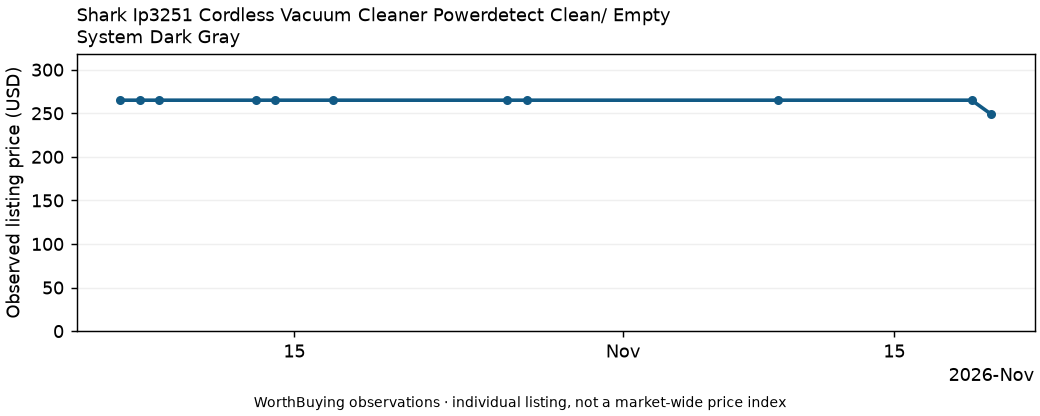 Shark Ip3251 Cordless Vacuum Cleaner Powerdetect Clean/ Empty
System Dark Gray
Observed listing price (USD)
300
250
200
150
100
50
0
15
Nov
15
2026-Nov
WorthBuying observations · individual listing, not a market-wide price index